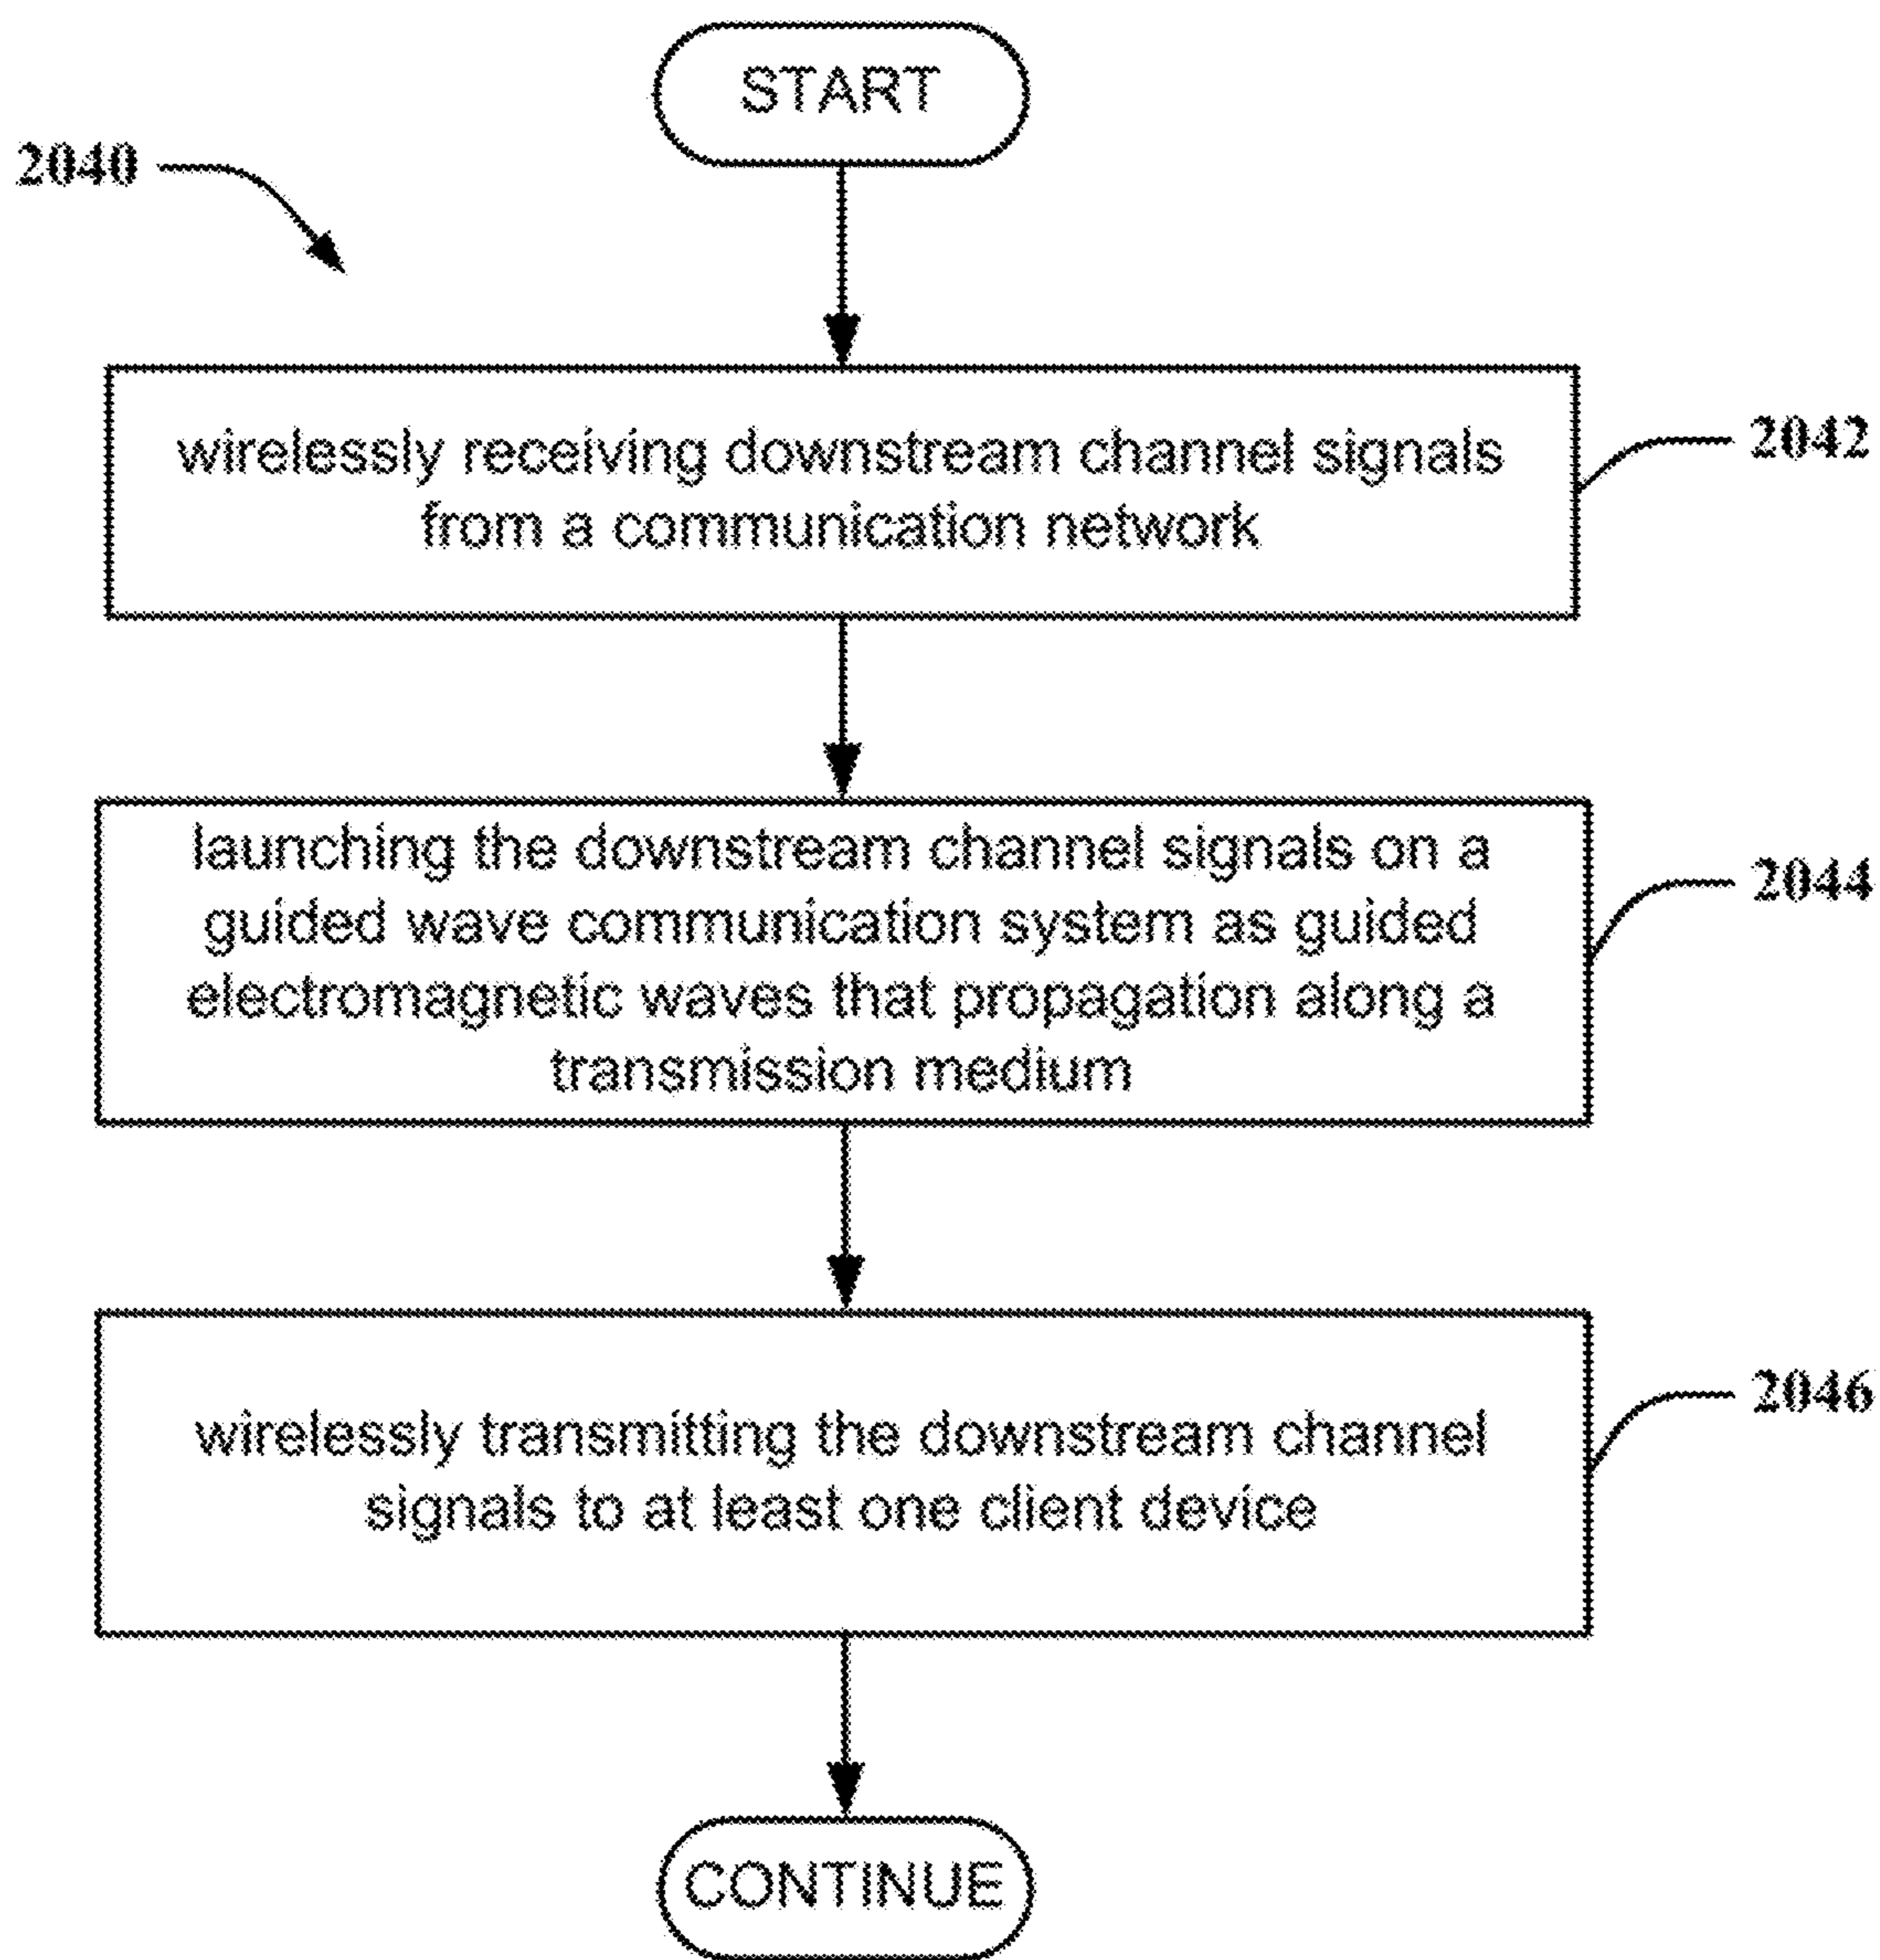 START
2040
wirelessly receiving downstream channel signals
from a communication network
2042
launching the downstream channel signals on a
guided wave communication system as guided
electromagnetic waves that propagation along a
transmission medium
2044
wirelessly transmitting the downstream channel
signals to at least one client device
2046
CONTINUE